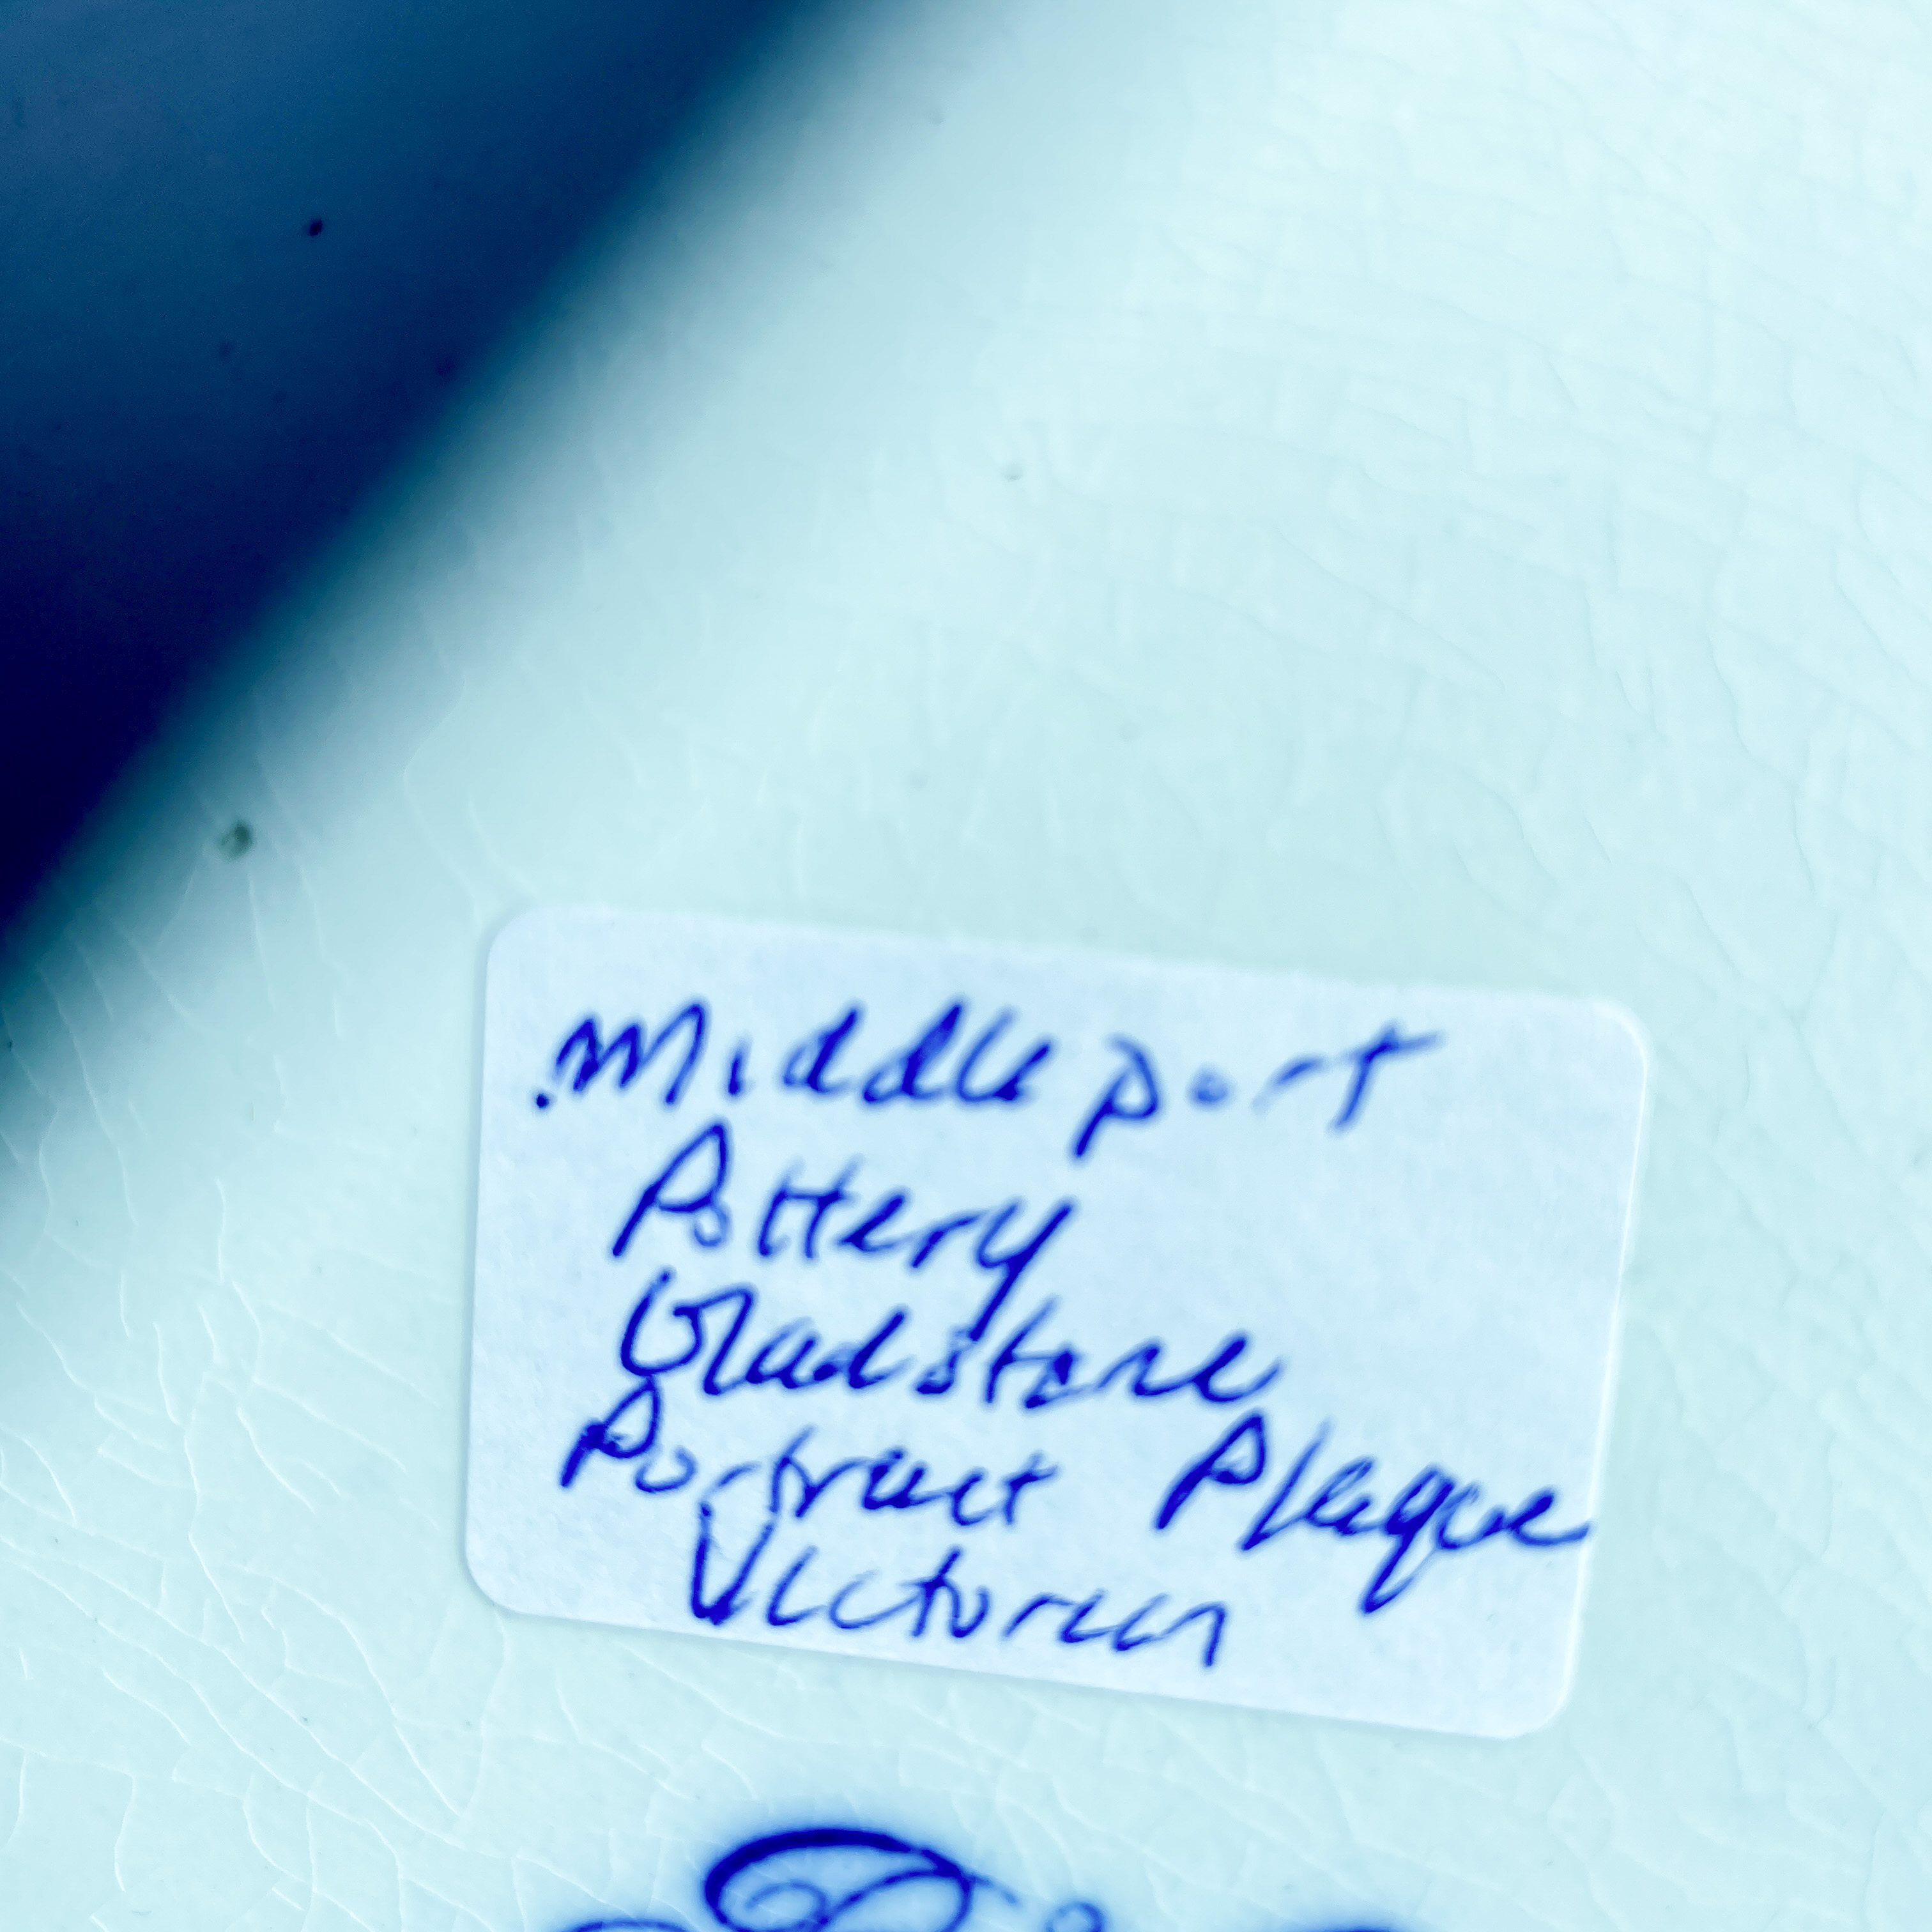 Middleport
Pottery
Gladstone
Portrait Plaque
Victorian